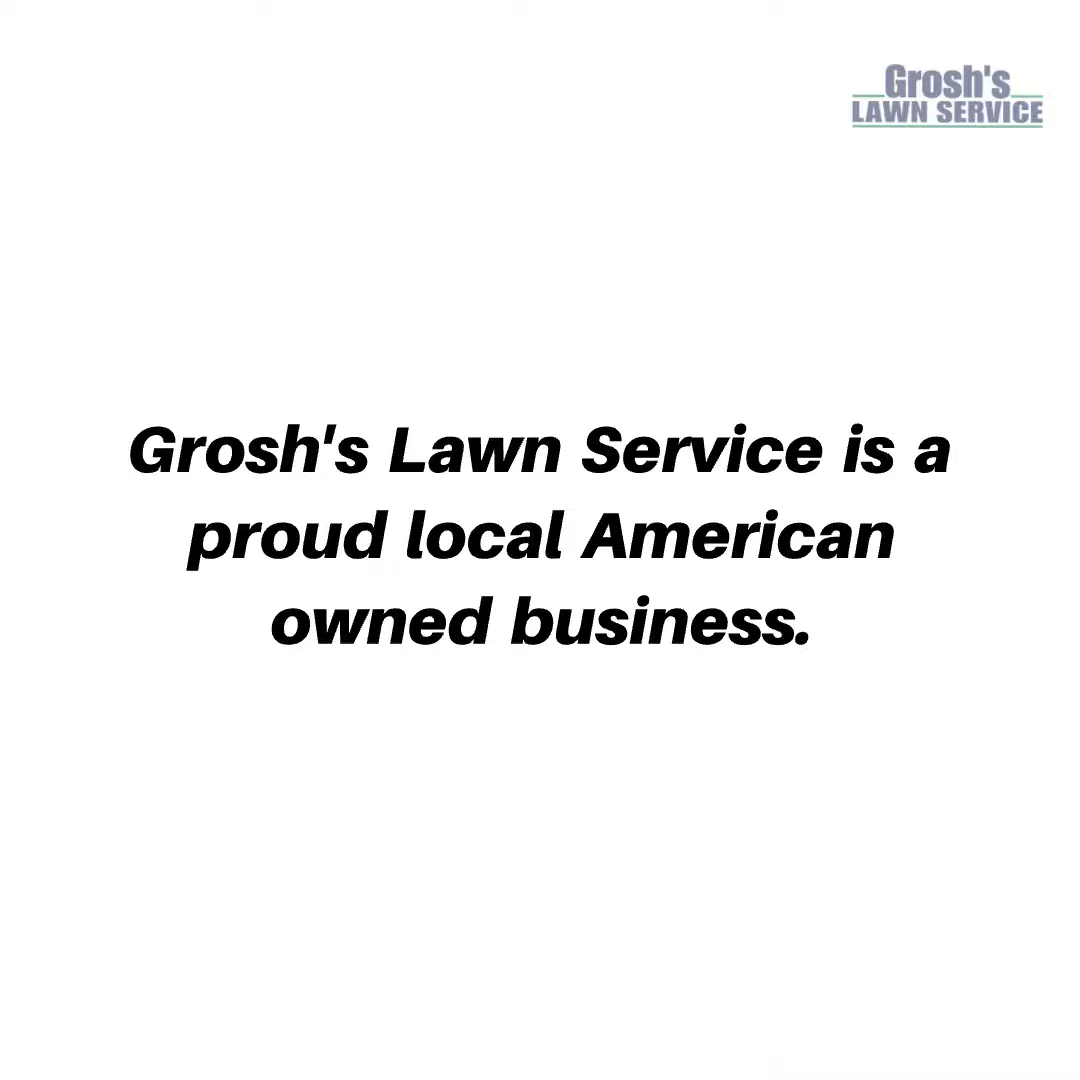 Grosh's
LAWN SERVICE
Grosh's Lawn Service is a
proud local American
owned business.